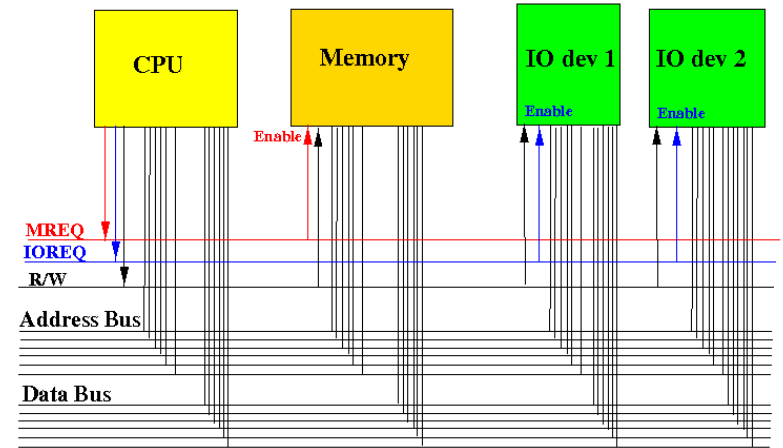 CPU
Memory
IO dev 1
IO dev 2
Enable
Enable
Enable
MREQ
IOREQ
R/W
Address Bus
Data Bus